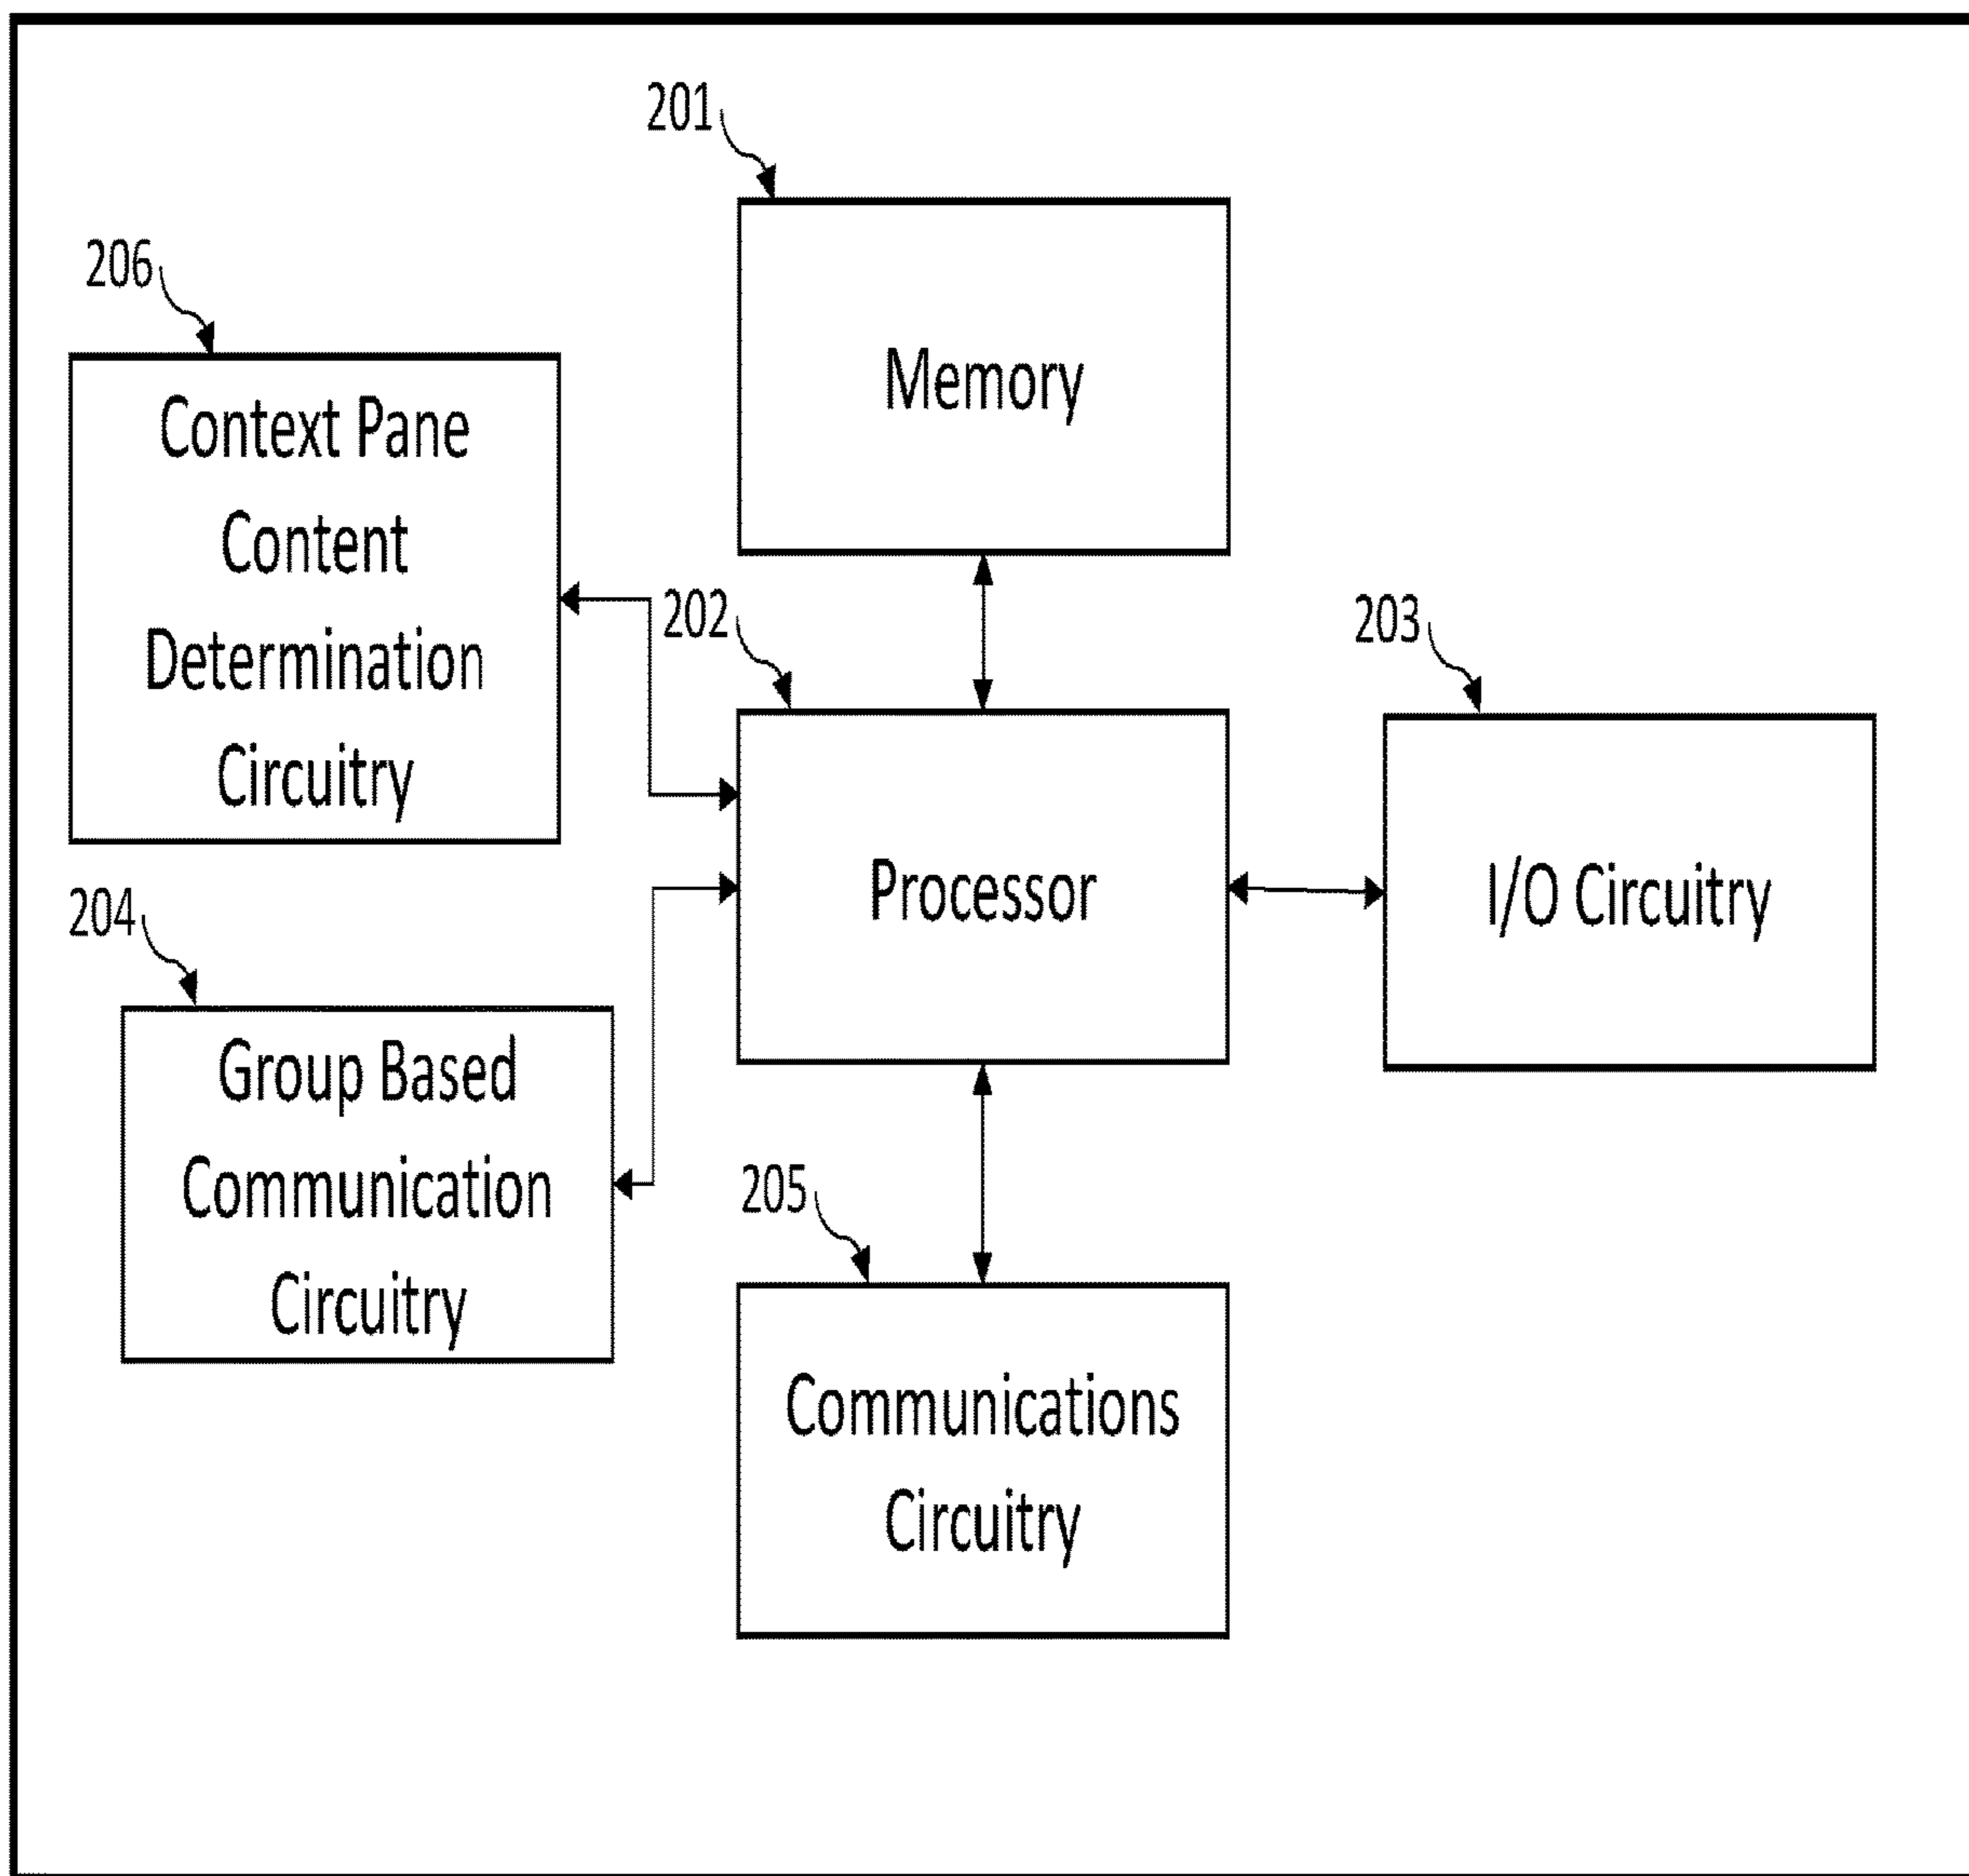 201
Memory
206
Context Pane
Content
Determination
Circuitry
202
Processor
203
I/O Circuitry
204
Group Based
Communication
Circuitry
205
Communications
Circuitry